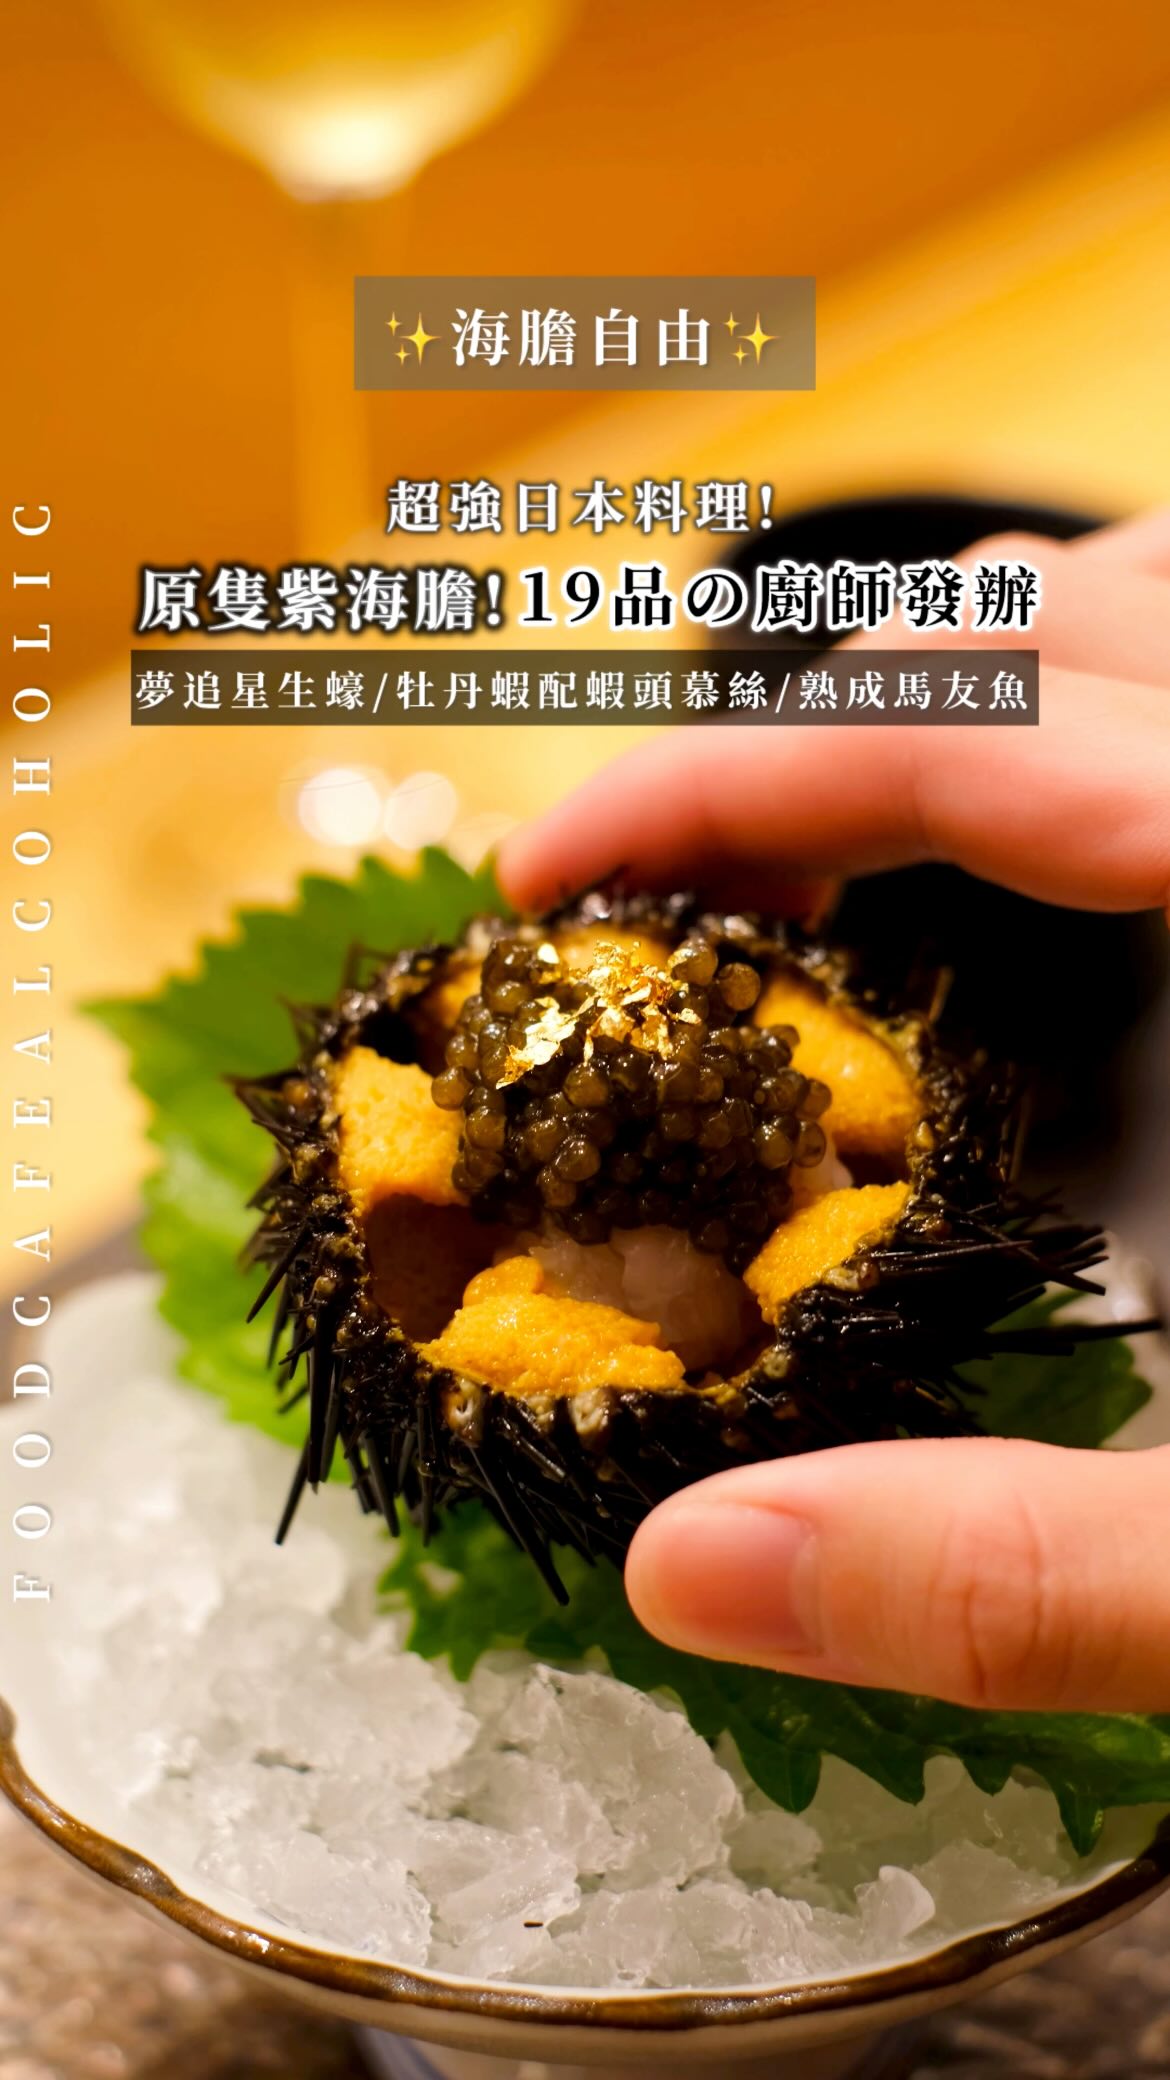 ✨海膽自由✨
超強日本料理!
原隻紫海膽!19品の廚師發辦
夢追星生蠔/牡丹蝦配蝦頭慕絲/熟成馬友魚
FOODCAFEALCOHOLIC